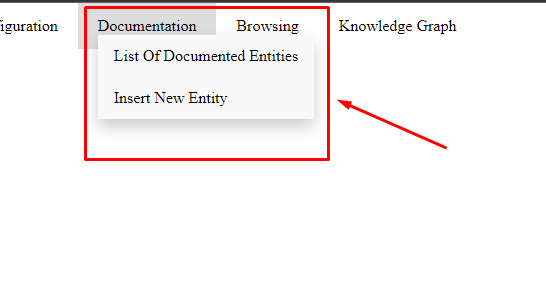 iguration Documentation Browsing Knowledge Graph
List Of Documented Entities
Insert New Entity